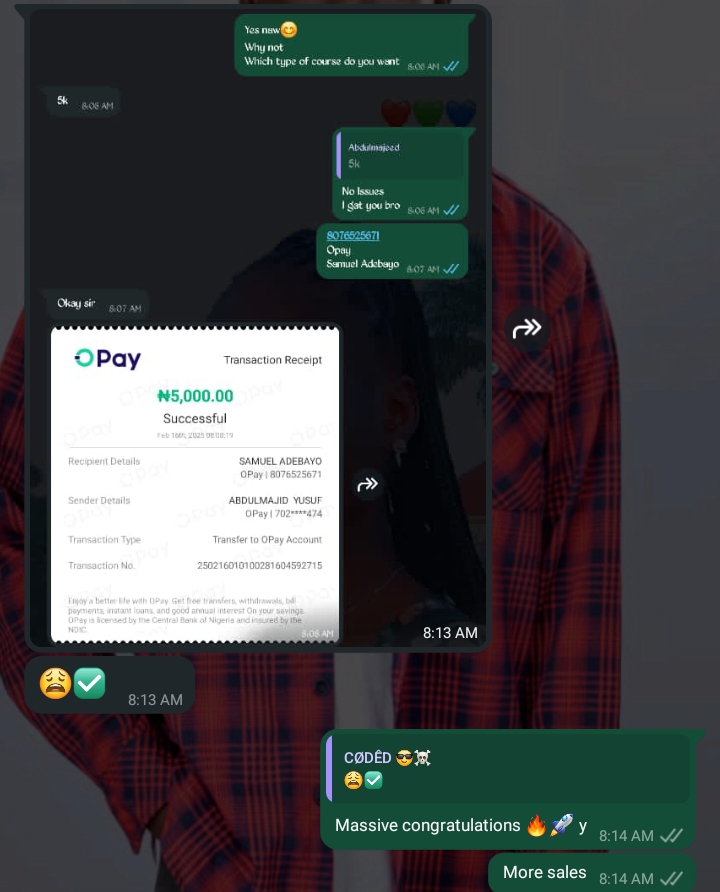 Yes naw😊
Why not
Which type of course do you want 8:06 AM
5k 8:06 AM
Abdulmajeed
5k
No Issues
I gat you bro 8:06 AM
8076525671
Opay
Samuel Adebayo 8:07 AM
Okay sir 8:07 AM
OPay Transaction Receipt
₦5,000.00
Successful
Feb 16th, 2025 08:08:19
Recipient Details SAMUEL ADEBAYO
OPay | 8076525671
Sender Details ABDULMAJID YUSUF
OPay | 702****474
Transaction Type Transfer to OPay Account
Transaction No. 250216010100281604592715
Enjoy a better life with OPay. Get free transfers, withdrawals, bill
payments, instant loans, and good annual interest On your savings.
OPay is licensed by the Central Bank of Nigeria and insured by the
NDIC.
8:08 AM
8:13 AM
😩✅ 8:13 AM
CØDÊD 😎☠️
😩✅
Massive congratulations 🔥🚀 y 8:14 AM
More sales 8:14 AM